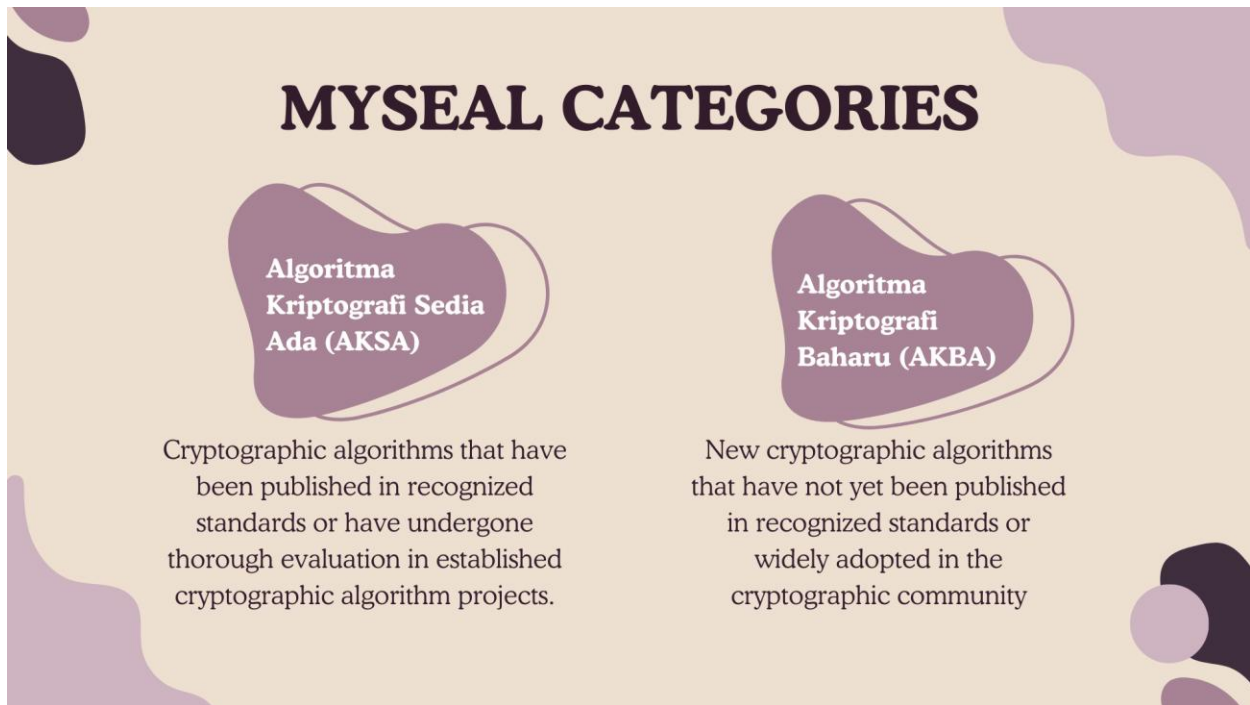 MYSEAL CATEGORIES
Algoritma
Kriptografi Sedia
Ada (AKSA)
Cryptographic algorithms that have
been published in recognized
standards or have undergone
thorough evaluation in established
cryptographic algorithm projects.
Algoritma
Kriptografi
Baharu (AKBA)
New cryptographic algorithms
that have not yet been published
in recognized standards or
widely adopted in the
cryptographic community